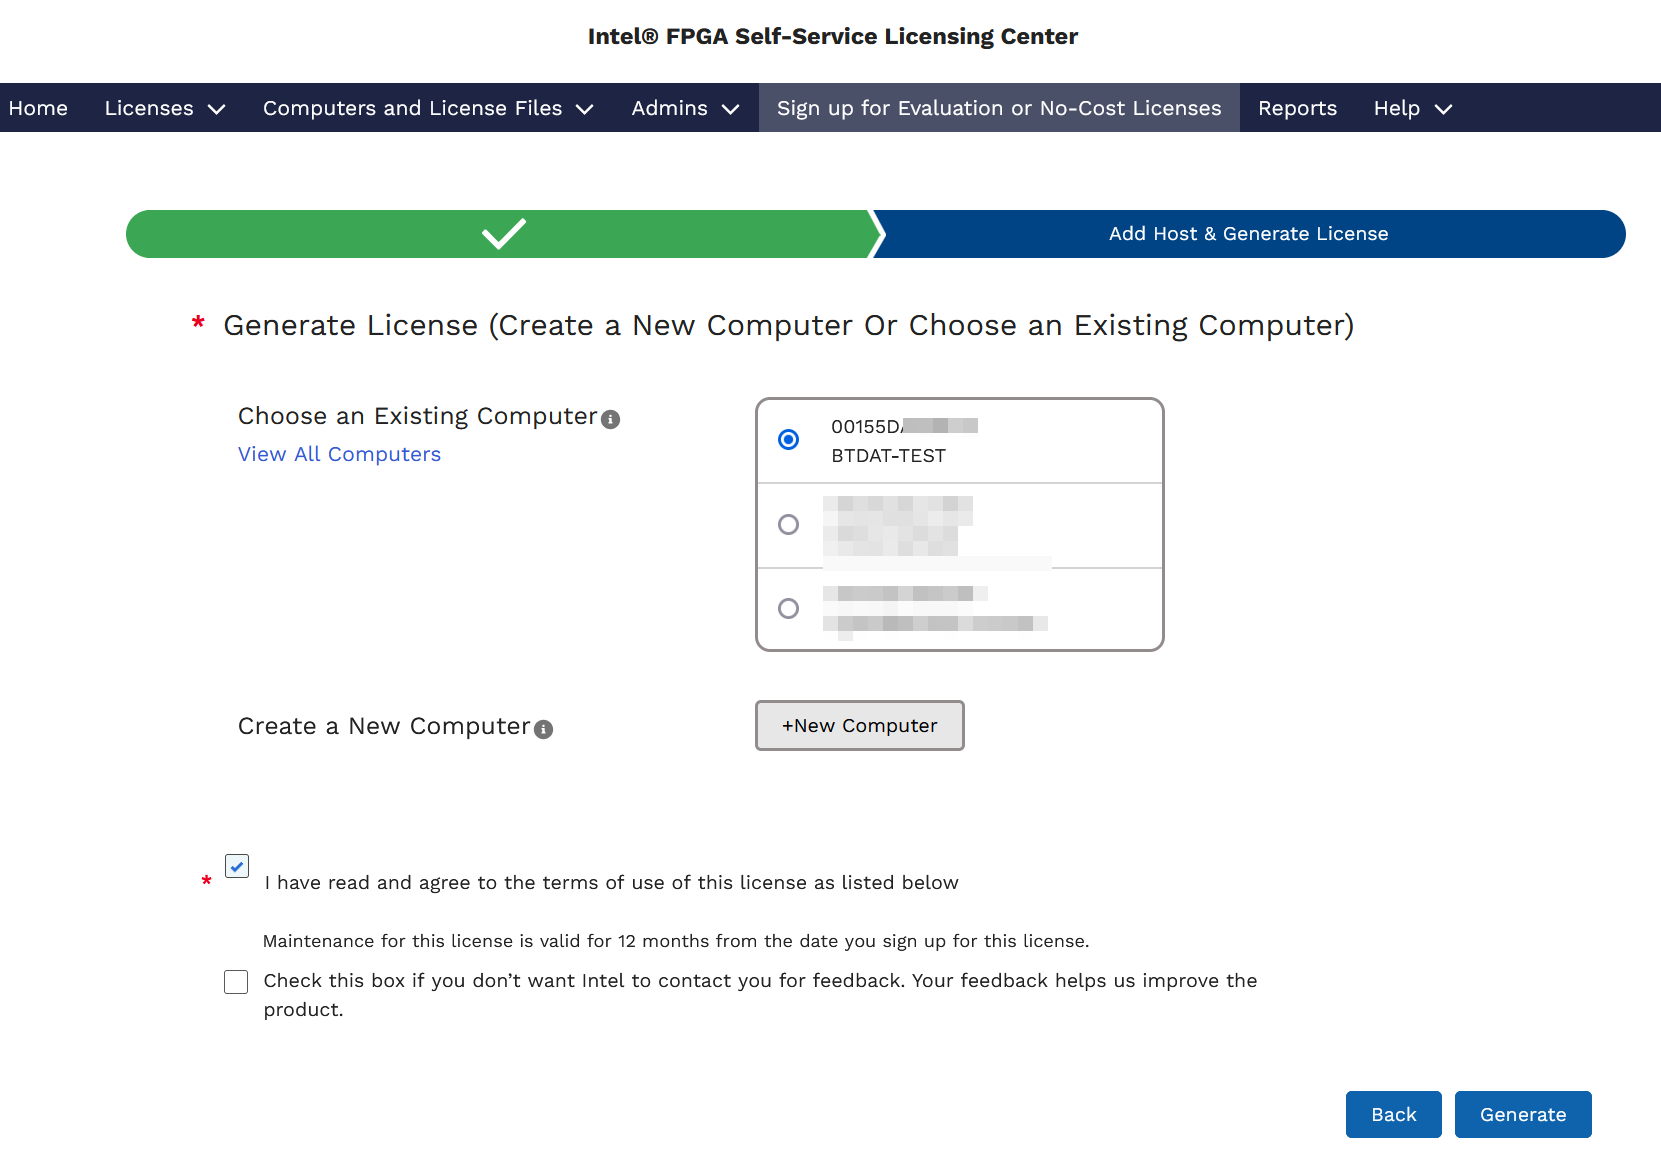 Intel® FPGA Self-Service Licensing Center
Home Licenses Computers and License Files Admins Sign up for Evaluation or No-Cost Licenses Reports Help
Add Host & Generate License
* Generate License (Create a New Computer Or Choose an Existing Computer)
Choose an Existing Computer
View All Computers
00155D
BTDAT-TEST
Create a New Computer
+New Computer
* I have read and agree to the terms of use of this license as listed below
Maintenance for this license is valid for 12 months from the date you sign up for this license.
Check this box if you don’t want Intel to contact you for feedback. Your feedback helps us improve the
product.
Back Generate